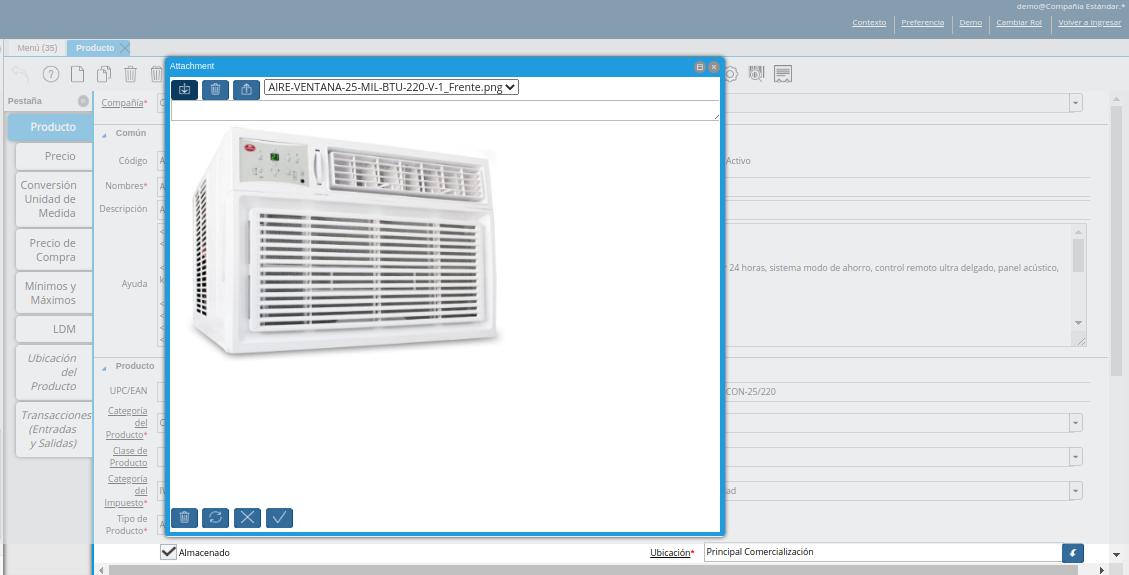 demo@Compañia Estándar.*
Contexto Preferencia Demo Cambiar Rol Volver a Ingresar
Menú (35) Producto
Attachment
AIRE-VENTANA-25-MIL-BTU-220-V-1_Frente.png
Pestaña
Producto
Precio
Conversión
Unidad de
Medida
Precio de
Compra
Mínimos y
Máximos
LDM
Ubicación
del
Producto
Transacciones
(Entradas
y Salidas)
Compañía*
Común
Código
Activo
Nombres*
Descripción
Ayuda
24 horas, sistema modo de ahorro, control remoto ultra delgado, panel acústico,
Producto
UPC/EAN
CON-25/220
Categoría
del
Producto*
Clase de
Producto
Categoría
del
Impuesto*
ad
Tipo de
Producto*
Almacenado
Ubicación* Principal Comercialización